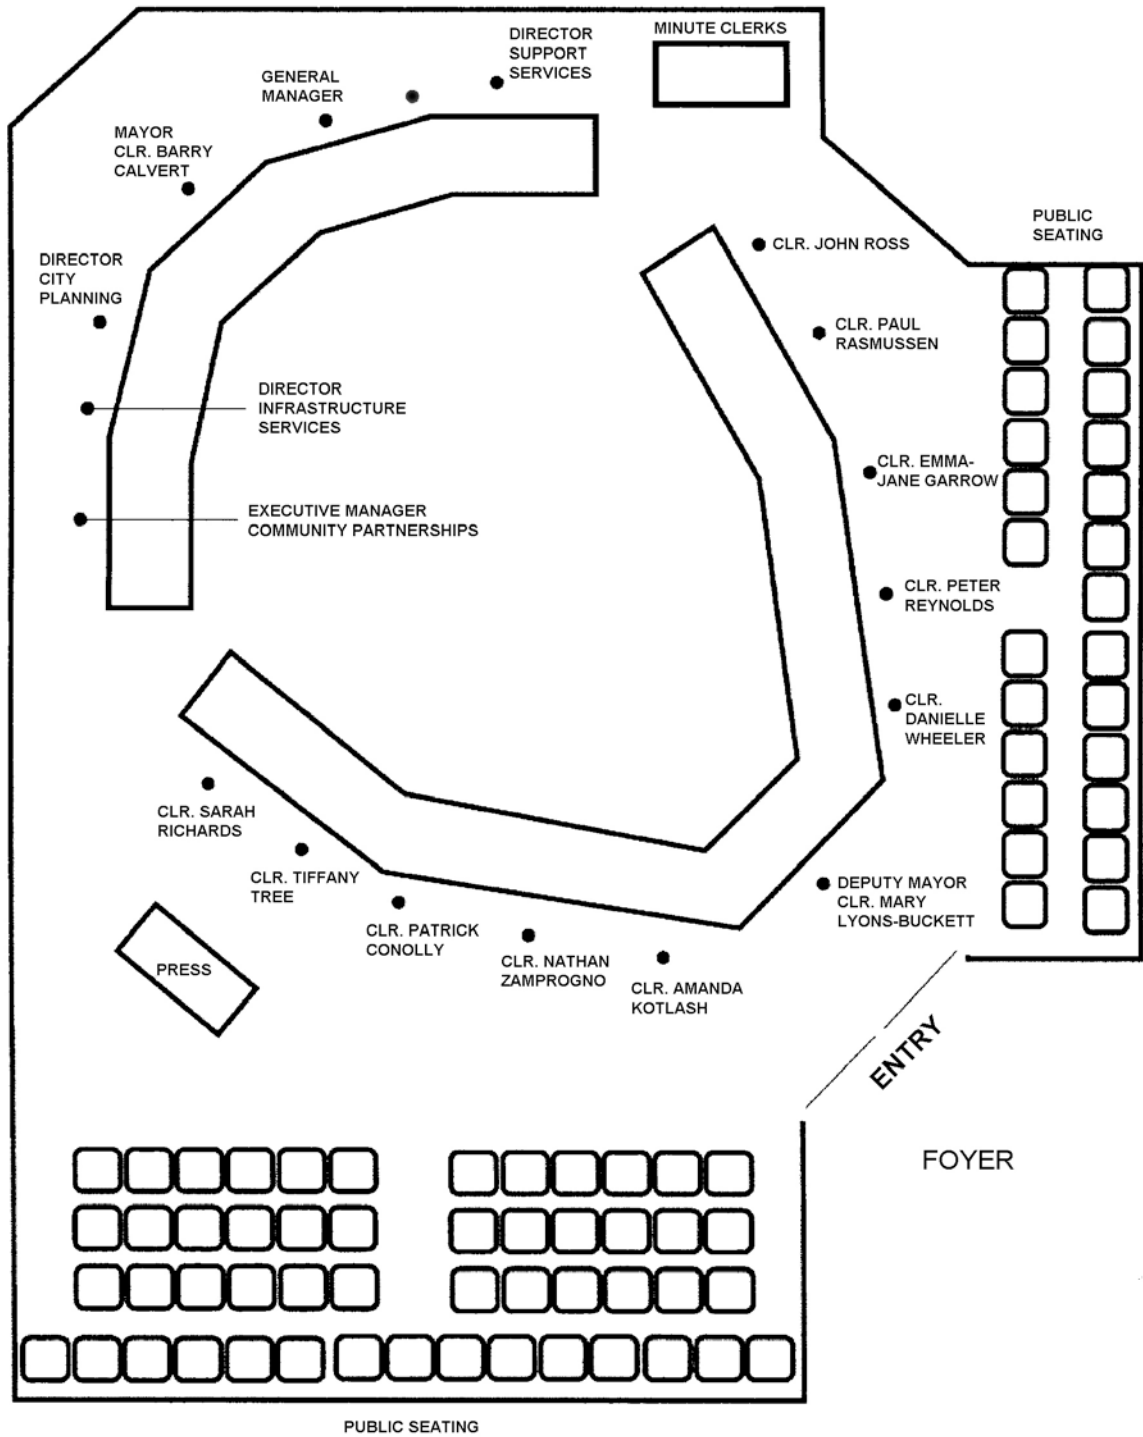 DIRECTOR
SUPPORT
SERVICES
MINUTE CLERKS
GENERAL
MANAGER
MAYOR
CLR. BARRY
CALVERT
DIRECTOR
CITY
PLANNING
DIRECTOR
INFRASTRUCTURE
SERVICES
EXECUTIVE MANAGER
COMMUNITY PARTNERSHIPS
PUBLIC
SEATING
CLR. JOHN ROSS
CLR. PAUL
RASMUSSEN
CLR. EMMA-
JANE GARROW
CLR. PETER
REYNOLDS
CLR.
DANIELLE
WHEELER
DEPUTY MAYOR
CLR. MARY
LYONS-BUCKETT
CLR. SARAH
RICHARDS
CLR. TIFFANY
TREE
CLR. PATRICK
CONOLLY
CLR. NATHAN
ZAMPROGNO
CLR. AMANDA
KOTLASH
PRESS
ENTRY
FOYER
PUBLIC SEATING